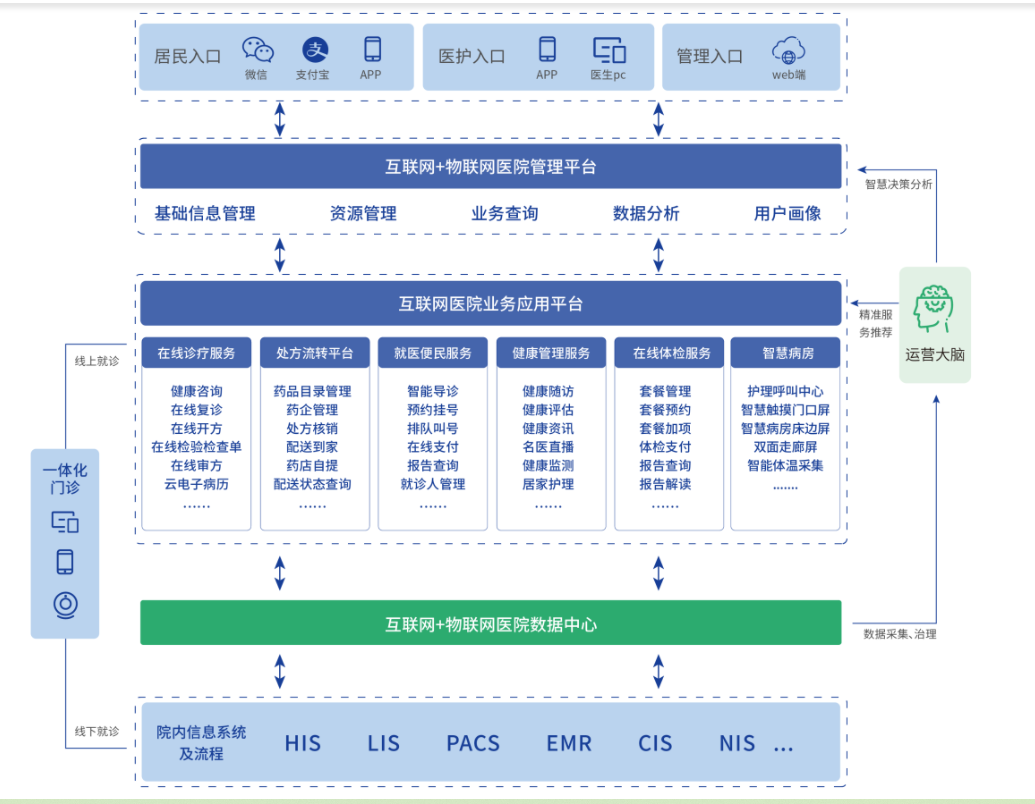 居民入口
微信
支
支付宝
APP
医护入口
APP
医生pc
管理入口
web端
互联网+物联网医院管理平台
基础信息管理
资源管理
业务查询
数据分析
用户画像
智慧决策分析
互联网医院业务应用平台
精准服
务推荐
运营大脑
线上就诊
在线诊疗服务
健康咨询
在线复诊
在线开方
在线检验检查单
在线审方
云电子病历
......
处方流转平台
药品目录管理
药企管理
处方核销
配送到家
药店自提
配送状态查询
......
就医便民服务
智能导诊
预约挂号
排队叫号
在线支付
报告查询
就诊人管理
......
健康管理服务
健康随访
健康评估
健康资讯
名医直播
健康监测
居家护理
......
在线体检服务
套餐管理
套餐预约
套餐加项
体检支付
报告查询
报告解读
......
智慧病房
护理呼叫中心
智慧触摸门口屏
智慧病房床边屏
双面走廊屏
智能体温采集
.......
一体化
门诊
互联网+物联网医院数据中心
数据采集、治理
线下就诊
院内信息系统
及流程
HIS
LIS
PACS
EMR
CIS
NIS
...